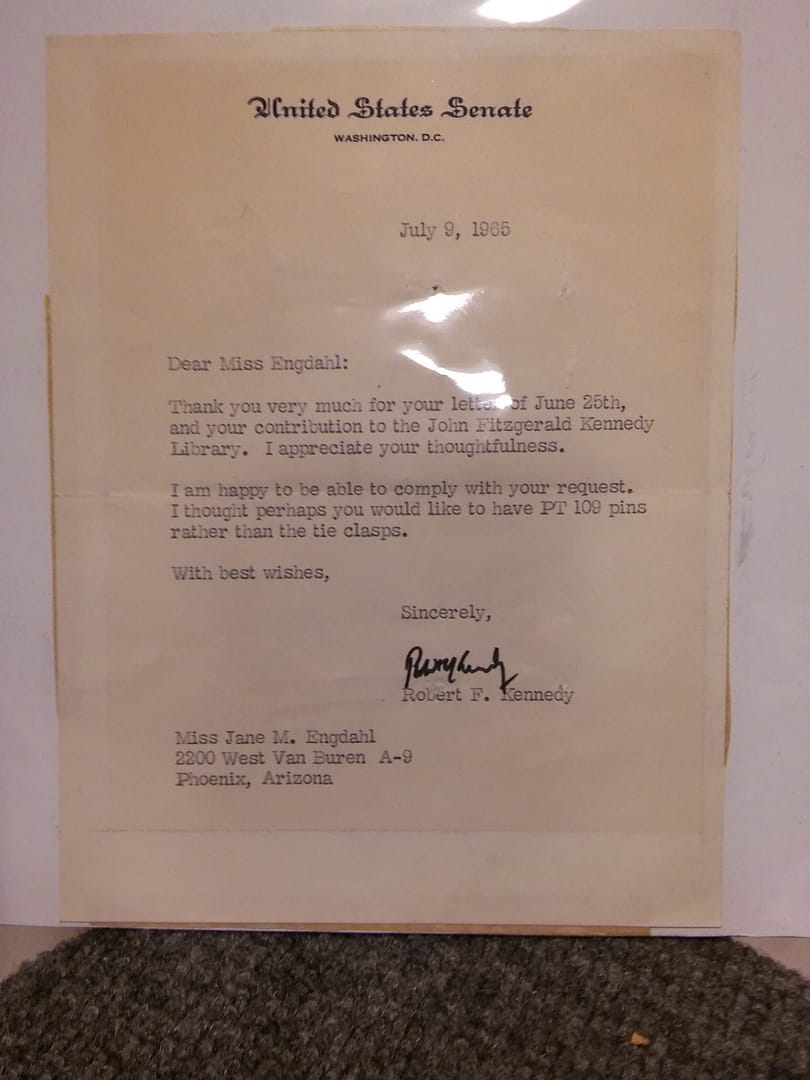 United States Senate
WASHINGTON, D.C.
July 9, 1965
Dear Miss Engdahl:
Thank you very much for your letter of June 25th,
and your contribution to the John Fitzgerald Kennedy
Library. I appreciate your thoughtfulness.
I am happy to be able to comply with your request.
I thought perhaps you would like to have PT 109 pins
rather than the tie clasps.
With best wishes,
Sincerely,
Robert F. Kennedy
Miss Jane M. Engdahl
2200 West Van Buren A-9
Phoenix, Arizona